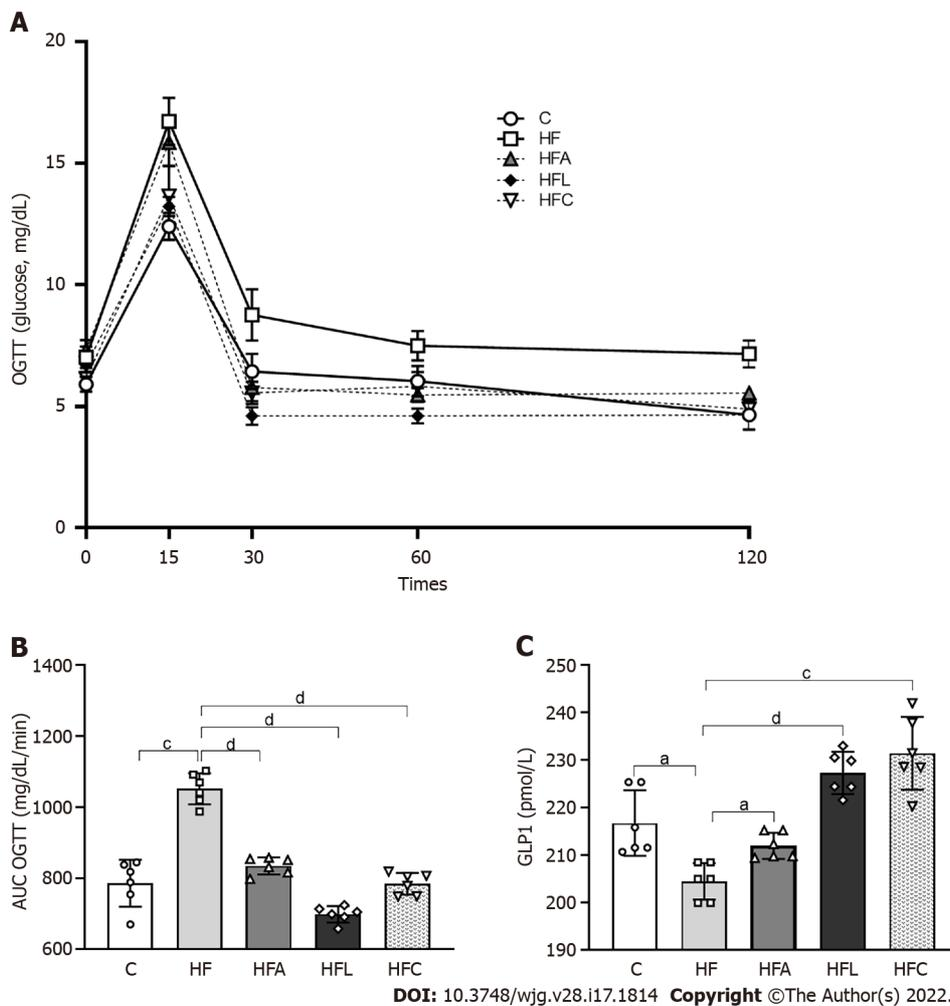 A
20
15
10
5
0
OGTT (glucose, mg/dL)
C
HF
HFA
HFL
HFC
0 15 30 60 120
Times
B
1400
1200
1000
800
600
AUC OGTT (mg/dL/min)
d
d
c d
C HF HFA HFL HFC
C
250
240
230
220
210
200
190
GLP1 (pmol/L)
c
d
a
a
C HF HFA HFL HFC
DOI: 10.3748/wjg.v28.i17.1814 Copyright ©The Author(s) 2022.